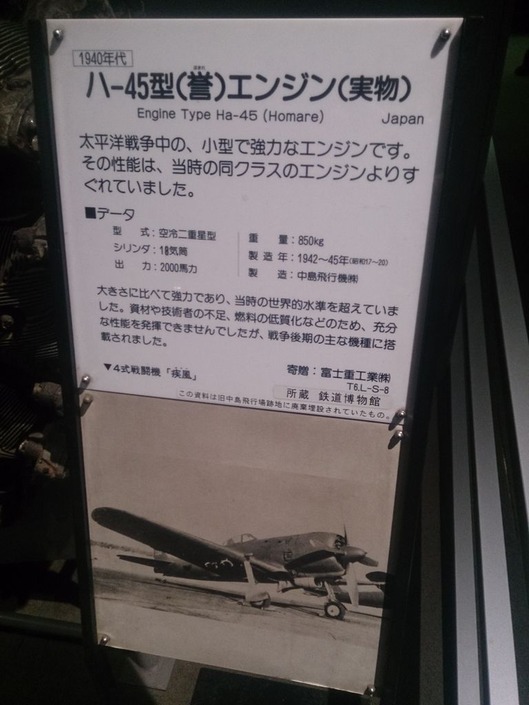 1940年代
ハ-45型(誉)エンジン(実物)
ほまれ
Engine Type Ha-45 (Homare)
Japan
太平洋戦争中の、小型で強力なエンジンです。
その性能は、当時の同クラスのエンジンよりす
ぐれていました。
■データ
型 式:空冷二重星型
シリンダ:18気筒
出 力:2000馬力
重 量:850kg
製 造 年:1942~45年(昭和17~20)
製 造:中島飛行機㈱
大きさに比べて強力であり、当時の世界的水準を超えていま
した。資材や技術者の不足、燃料の低質化などのため、充分
な性能を発揮できませんでしたが、戦争後期の主な機種に搭
載されました。
寄贈:富士重工業㈱
T6.L-S-8
▼4式戦闘機「疾風」
所蔵 鉄道博物館
この資料は旧中島飛行場跡地に廃棄埋設されていたもの。